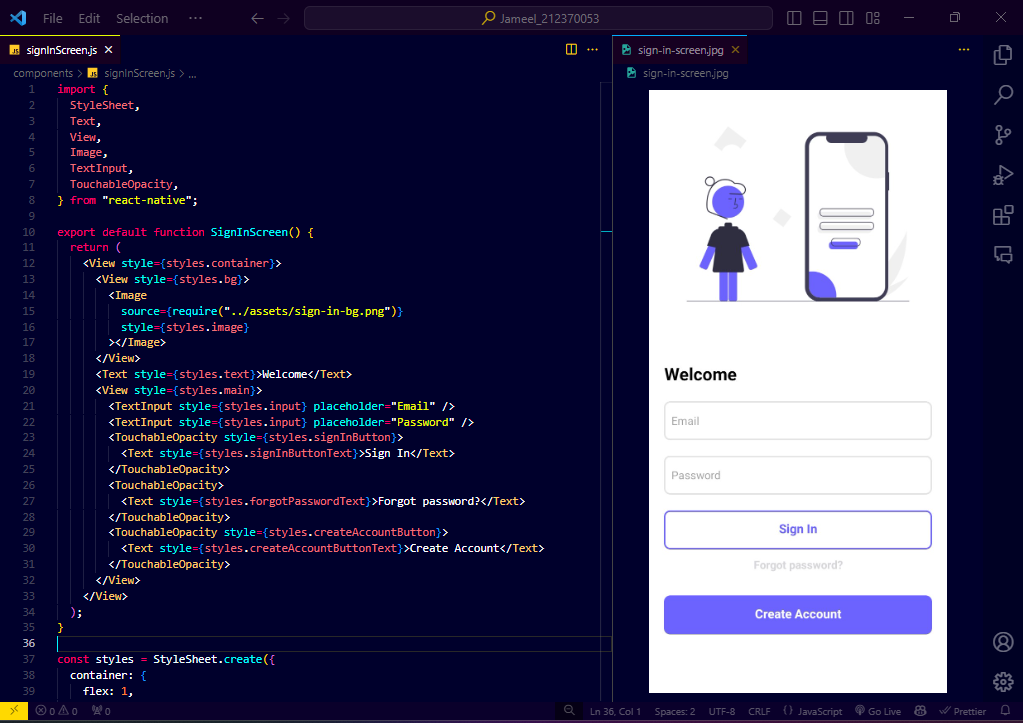 File Edit Selection ...
Jameel_212370053
signInScreen.js
components > signInScreen.js > ...
1 import {
2 StyleSheet,
3 Text,
4 View,
5 Image,
6 TextInput,
7 TouchableOpacity,
8 } from "react-native";
9
10 export default function SignInScreen() {
11 return (
12 <View style={styles.container}>
13 <View style={styles.bg}>
14 <Image
15 source={require("../assets/sign-in-bg.png")}
16 style={styles.image}
17 ></Image>
18 </View>
19 <Text style={styles.text}>Welcome</Text>
20 <View style={styles.main}>
21 <TextInput style={styles.input} placeholder="Email" />
22 <TextInput style={styles.input} placeholder="Password" />
23 <TouchableOpacity style={styles.signInButton}>
24 <Text style={styles.signInButtonText}>Sign In</Text>
25 </TouchableOpacity>
26 <TouchableOpacity>
27 <Text style={styles.forgotPasswordText}>Forgot password?</Text>
28 </TouchableOpacity>
29 <TouchableOpacity style={styles.createAccountButton}>
30 <Text style={styles.createAccountButtonText}>Create Account</Text>
31 </TouchableOpacity>
32 </View>
33 </View>
34 );
35 }
36
37 const styles = StyleSheet.create({
38 container: {
39 flex: 1,
sign-in-screen.jpg
sign-in-screen.jpg
Welcome
Email
Password
Sign In
Forgot password?
Create Account
0 0 0 Ln 36, Col 1 Spaces: 2 UTF-8 CRLF {} JavaScript Go Live Prettier